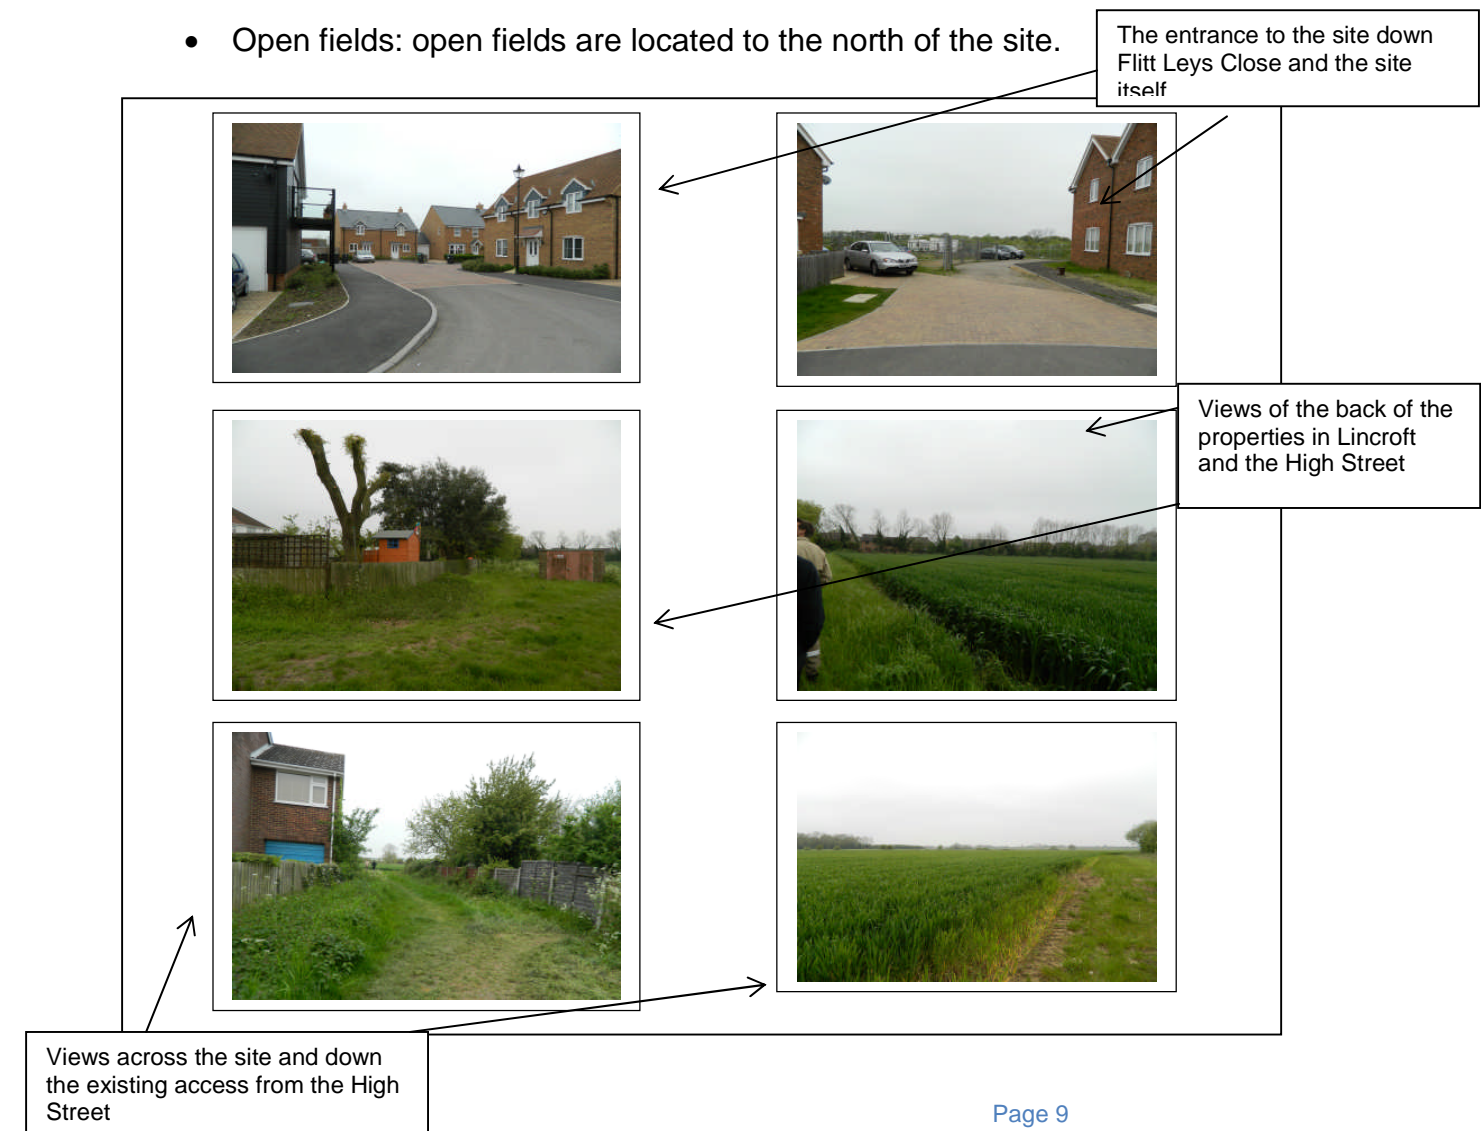 • Open fields: open fields are located to the north of the site.
The entrance to the site down
Flitt Leys Close and the site
itself
Views of the back of the
properties in Lincroft
and the High Street
Views across the site and down
the existing access from the High
Street
Page 9